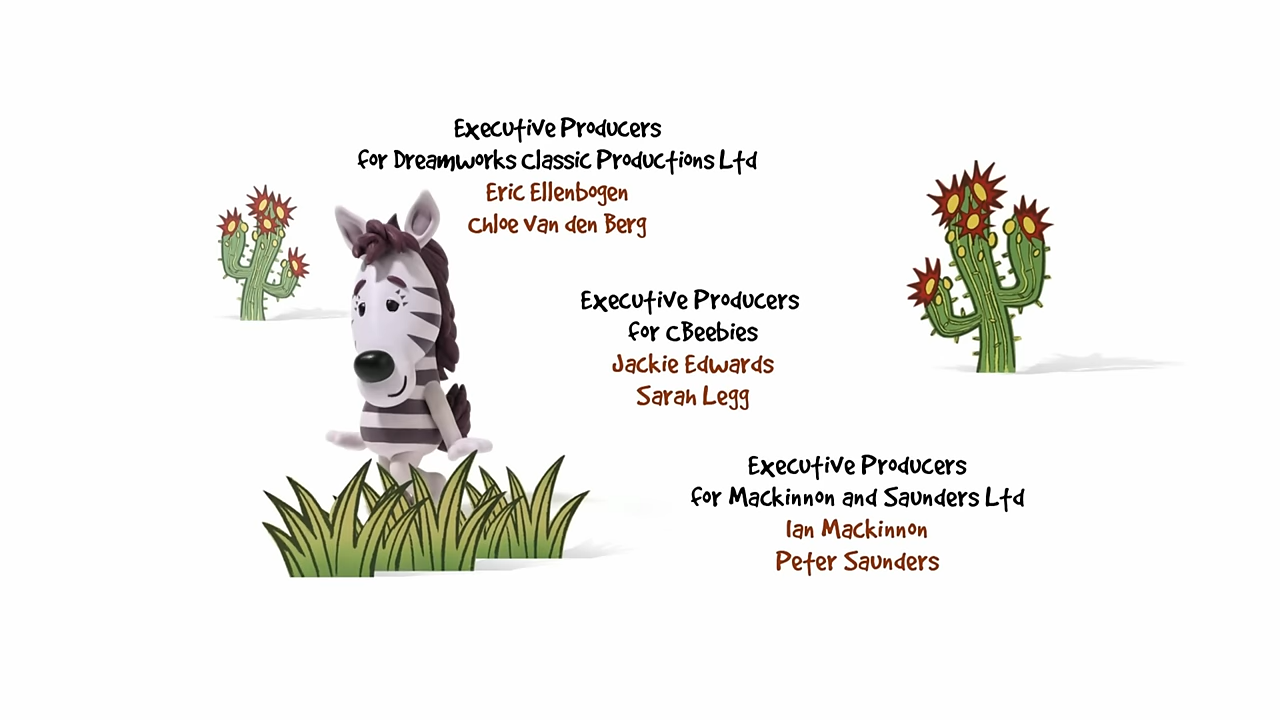 Executive Producers
for Dreamworks Classic Productions Ltd
Eric Ellenbogen
Chloe Van den Berg
Executive Producers
for CBeebies
Jackie Edwards
Sarah Legg
Executive Producers
for Mackinnon and Saunders Ltd
Ian Mackinnon
Peter Saunders